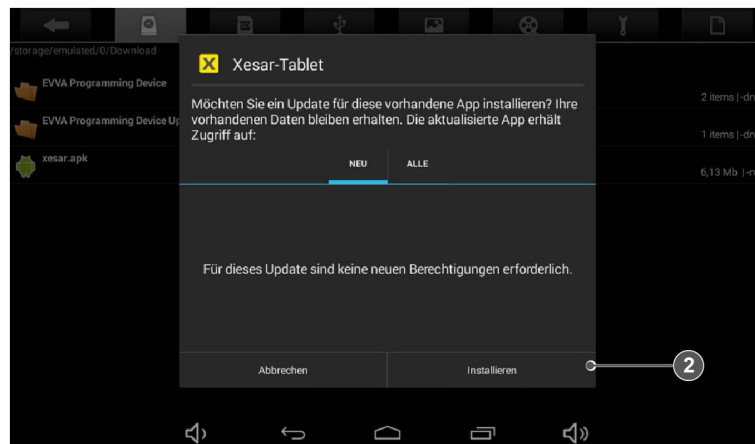 /storage/emulated/0/Download
EVVA Programming Device
2 items |-dr
EVVA Programming Device Up
1 items |-dr
xesar.apk
6,13 Mb |-r
X Xesar-Tablet
Möchten Sie ein Update für diese vorhandene App installieren? Ihre
vorhandenen Daten bleiben erhalten. Die aktualisierte App erhält
Zugriff auf:
NEU ALLE
Für dieses Update sind keine neuen Berechtigungen erforderlich.
Abbrechen Installieren
2